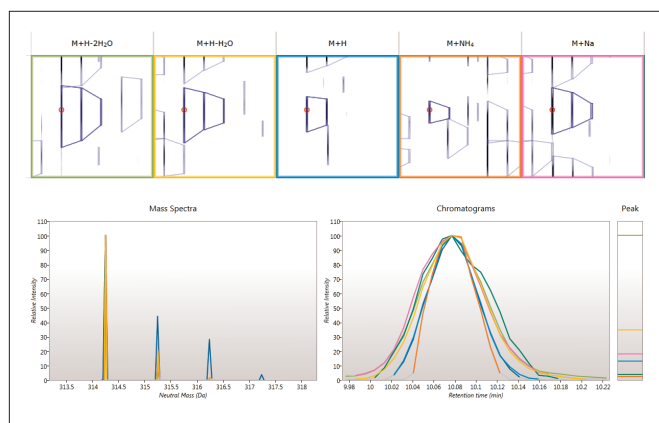 M+H-2H₂O M+H-H₂O M+H M+NH₄ M+Na
Mass Spectra
110
100
90
80
70
60
50
40
30
20
10
0
Relative Intensity
313.5 314 314.5 315 315.5 316 316.5 317 317.5 318
Neutral Mass (Da)
Chromatograms
110
100
90
80
70
60
50
40
30
20
10
0
Relative Intensity
9.98 10 10.02 10.04 10.06 10.08 10.1 10.12 10.14 10.16 10.18 10.2 10.22
Retention time (min)
Peak